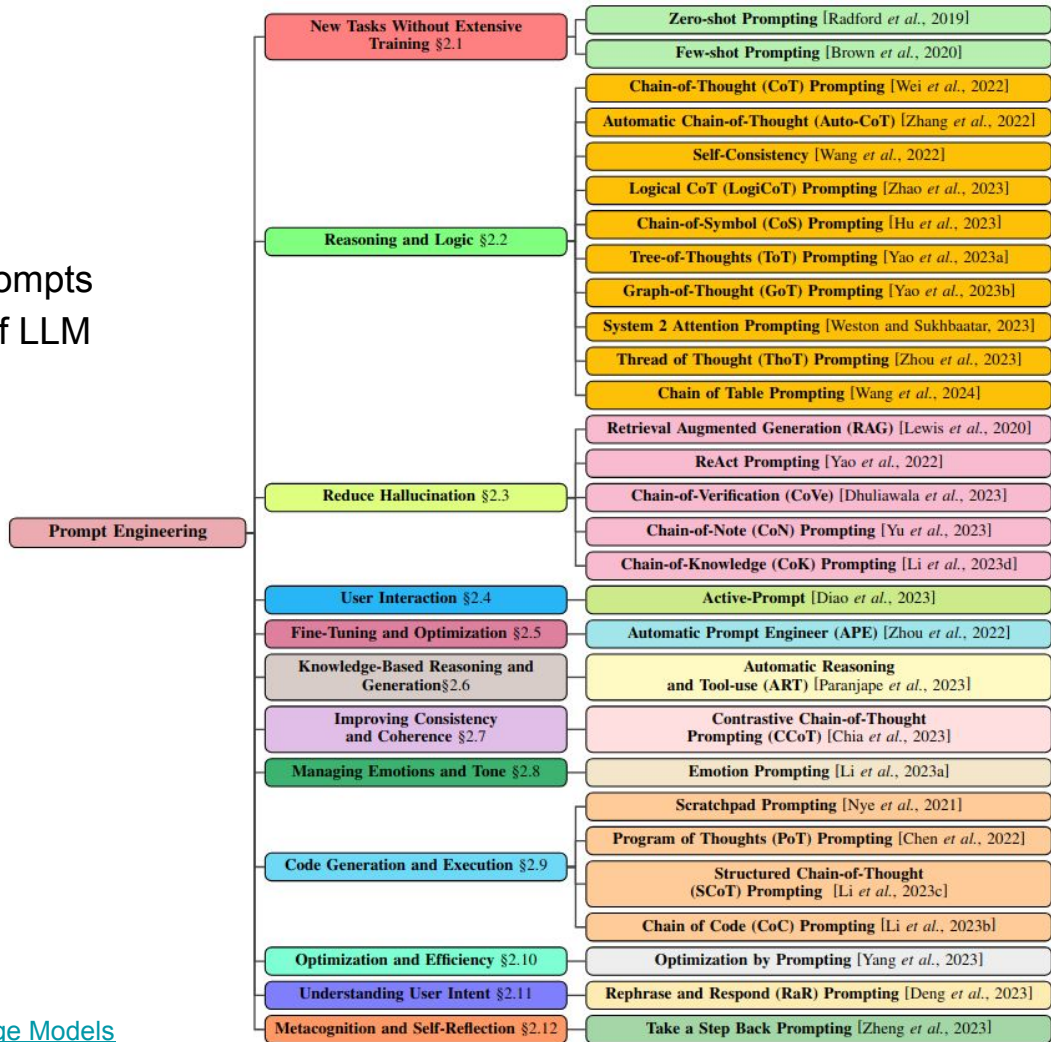 ompts
f LLM
Prompt Engineering
New Tasks Without Extensive
Training §2.1
Zero-shot Prompting [Radford et al., 2019]
Few-shot Prompting [Brown et al., 2020]
Reasoning and Logic §2.2
Chain-of-Thought (CoT) Prompting [Wei et al., 2022]
Automatic Chain-of-Thought (Auto-CoT) [Zhang et al., 2022]
Self-Consistency [Wang et al., 2022]
Logical CoT (LogiCoT) Prompting [Zhao et al., 2023]
Chain-of-Symbol (CoS) Prompting [Hu et al., 2023]
Tree-of-Thoughts (ToT) Prompting [Yao et al., 2023a]
Graph-of-Thought (GoT) Prompting [Yao et al., 2023b]
System 2 Attention Prompting [Weston and Sukhbaatar, 2023]
Thread of Thought (ThoT) Prompting [Zhou et al., 2023]
Chain of Table Prompting [Wang et al., 2024]
Reduce Hallucination §2.3
Retrieval Augmented Generation (RAG) [Lewis et al., 2020]
ReAct Prompting [Yao et al., 2022]
Chain-of-Verification (CoVe) [Dhuliawala et al., 2023]
Chain-of-Note (CoN) Prompting [Yu et al., 2023]
Chain-of-Knowledge (CoK) Prompting [Li et al., 2023d]
User Interaction §2.4
Active-Prompt [Diao et al., 2023]
Fine-Tuning and Optimization §2.5
Automatic Prompt Engineer (APE) [Zhou et al., 2022]
Knowledge-Based Reasoning and
Generation§2.6
Automatic Reasoning
and Tool-use (ART) [Paranjape et al., 2023]
Improving Consistency
and Coherence §2.7
Contrastive Chain-of-Thought
Prompting (CCoT) [Chia et al., 2023]
Managing Emotions and Tone §2.8
Emotion Prompting [Li et al., 2023a]
Code Generation and Execution §2.9
Scratchpad Prompting [Nye et al., 2021]
Program of Thoughts (PoT) Prompting [Chen et al., 2022]
Structured Chain-of-Thought
(SCoT) Prompting [Li et al., 2023c]
Chain of Code (CoC) Prompting [Li et al., 2023b]
Optimization and Efficiency §2.10
Optimization by Prompting [Yang et al., 2023]
Understanding User Intent §2.11
Rephrase and Respond (RaR) Prompting [Deng et al., 2023]
Metacognition and Self-Reflection §2.12
Take a Step Back Prompting [Zheng et al., 2023]
ge Models